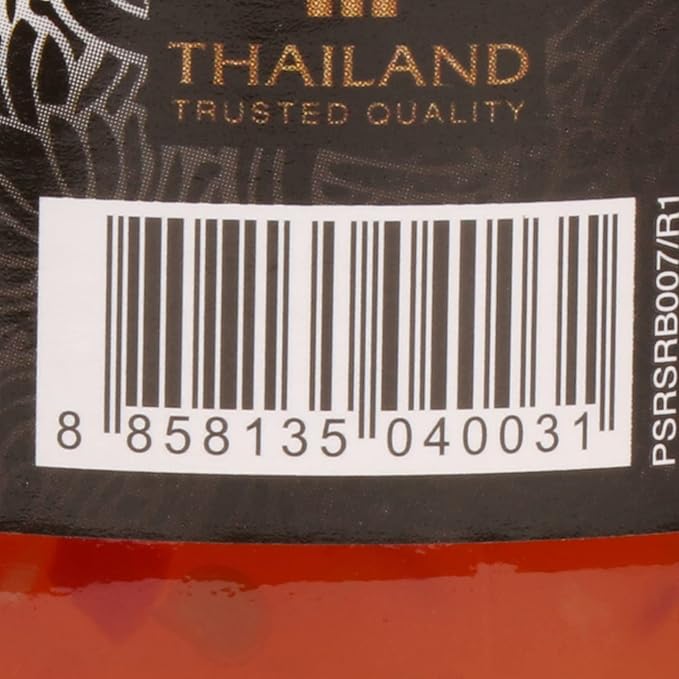 THAILAND
TRUSTED QUALITY
8 858135 040031
PSRSRB007/R1